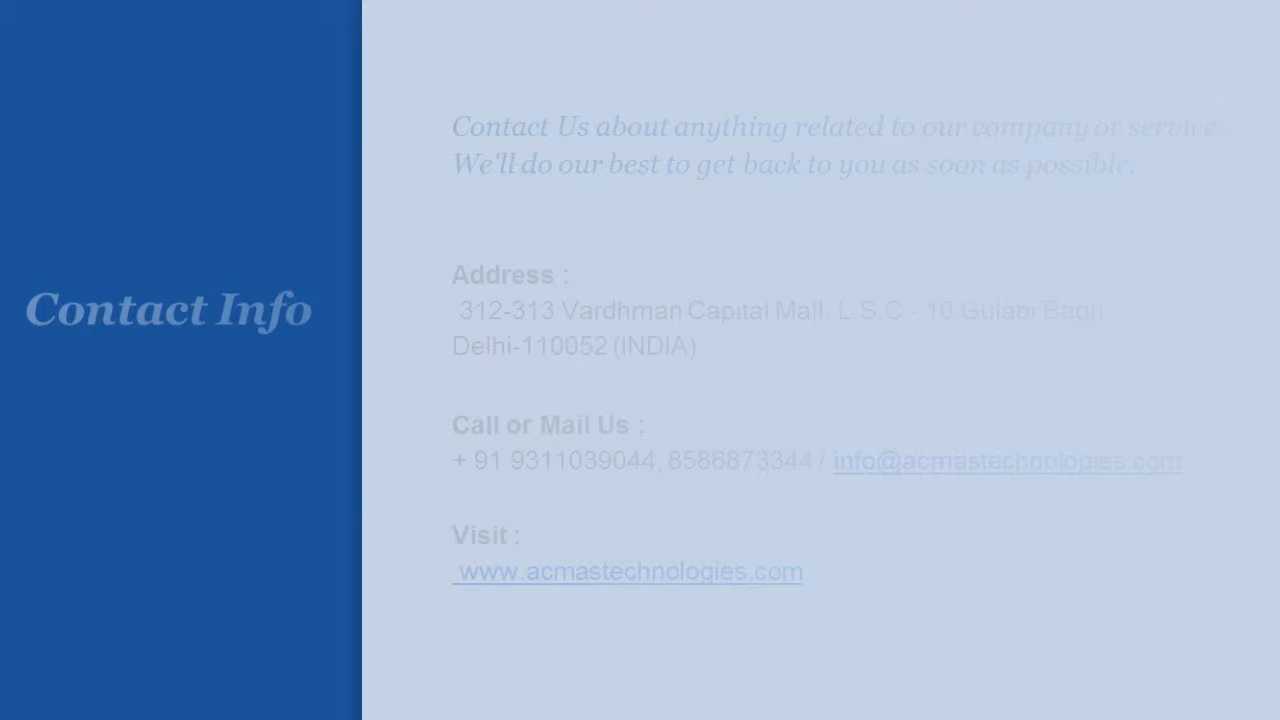 Contact Info
Contact Us about anything related to our company or services.
We'll do our best to get back to you as soon as possible.
Address :
312-313 Vardhman Capital Mall, L.S.C - 10 Gulabi Bagh
Delhi-110052 (INDIA)
Call or Mail Us :
+ 91 9311039044, 8586873344 / info@acmastechnologies.com
Visit :
www.acmastechnologies.com